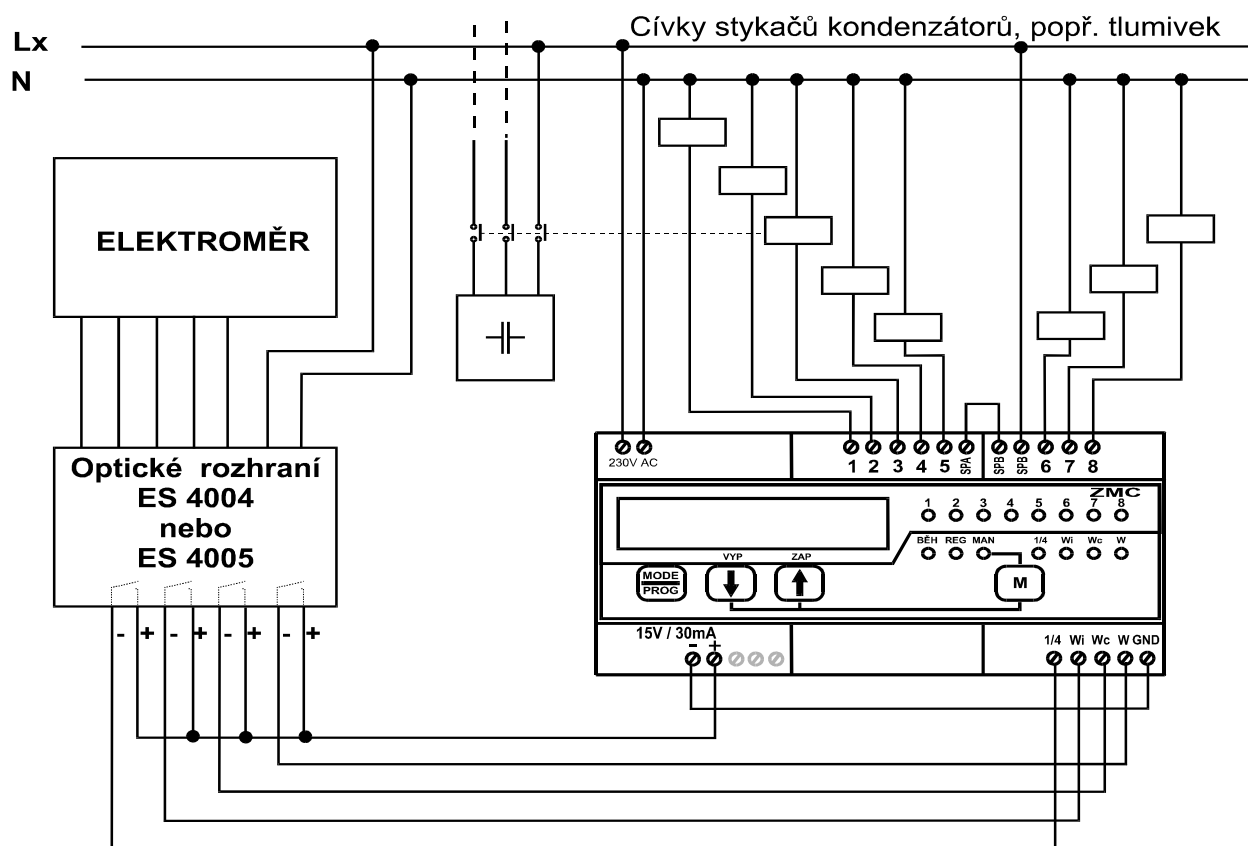 Cívky stykačů kondenzátorů, popř. tlumivek
Lx
N
ELEKTROMĚR
Optické rozhraní
ES 4004
nebo
ES 4005
- + - + - + - +
230V AC
1 2 3 4 5 SPA SPB SPB 6 7 8
ZMC
1 2 3 4 5 6 7 8
BĚH REG MAN 1/4 Wi Wc W
VYP ZAP
MODE
PROG
M
15V / 30mA
- +
1/4 Wi Wc W GND